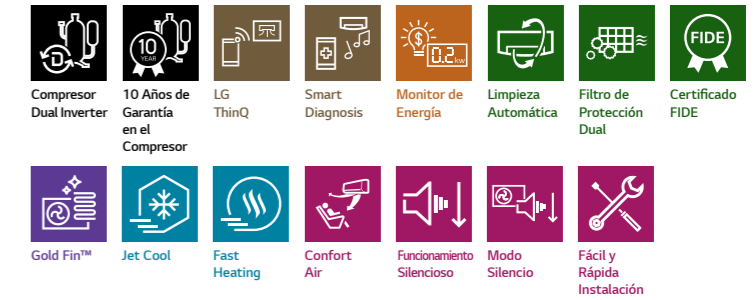 D
10
YEAR
0.2 kw
FIDE
Compresor
Dual Inverter
10 Años de
Garantía
en el
Compresor
LG
ThinQ
Smart
Diagnosis
Monitor de
Energía
Limpieza
Automática
Filtro de
Protección
Dual
Certificado
FIDE
Gold Fin™
Jet Cool
Fast
Heating
Confort
Air
Funcionamiento
Silencioso
Modo
Silencio
Fácil y
Rápida
Instalación